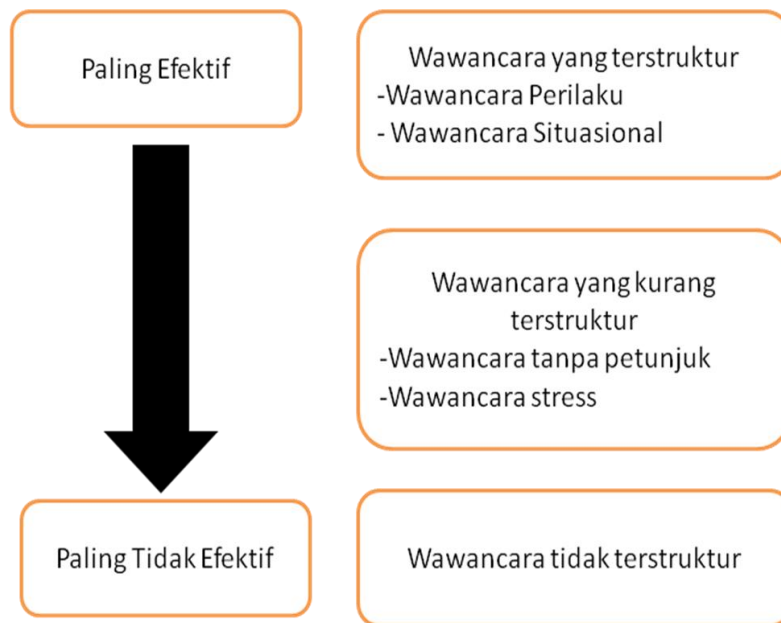 Paling Efektif
Wawancara yang terstruktur
-Wawancara Perilaku
- Wawancara Situasional
Wawancara yang kurang
terstruktur
-Wawancara tanpa petunjuk
-Wawancara stress
Paling Tidak Efektif
Wawancara tidak terstruktur